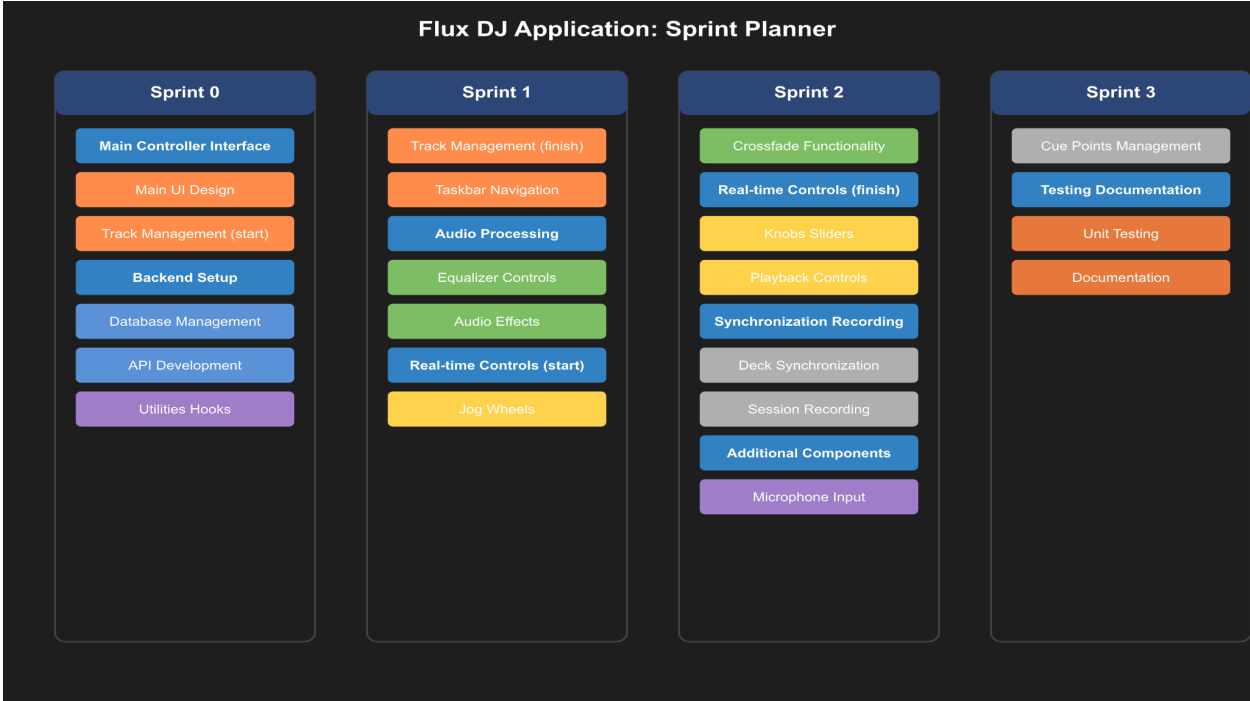 Flux DJ Application: Sprint Planner
Sprint 0
Main Controller Interface
Main UI Design
Track Management (start)
Backend Setup
Database Management
API Development
Utilities Hooks
Sprint 1
Track Management (finish)
Taskbar Navigation
Audio Processing
Equalizer Controls
Audio Effects
Real-time Controls (start)
Jog Wheels
Sprint 2
Crossfade Functionality
Real-time Controls (finish)
Knobs Sliders
Playback Controls
Synchronization Recording
Deck Synchronization
Session Recording
Additional Components
Microphone Input
Sprint 3
Cue Points Management
Testing Documentation
Unit Testing
Documentation